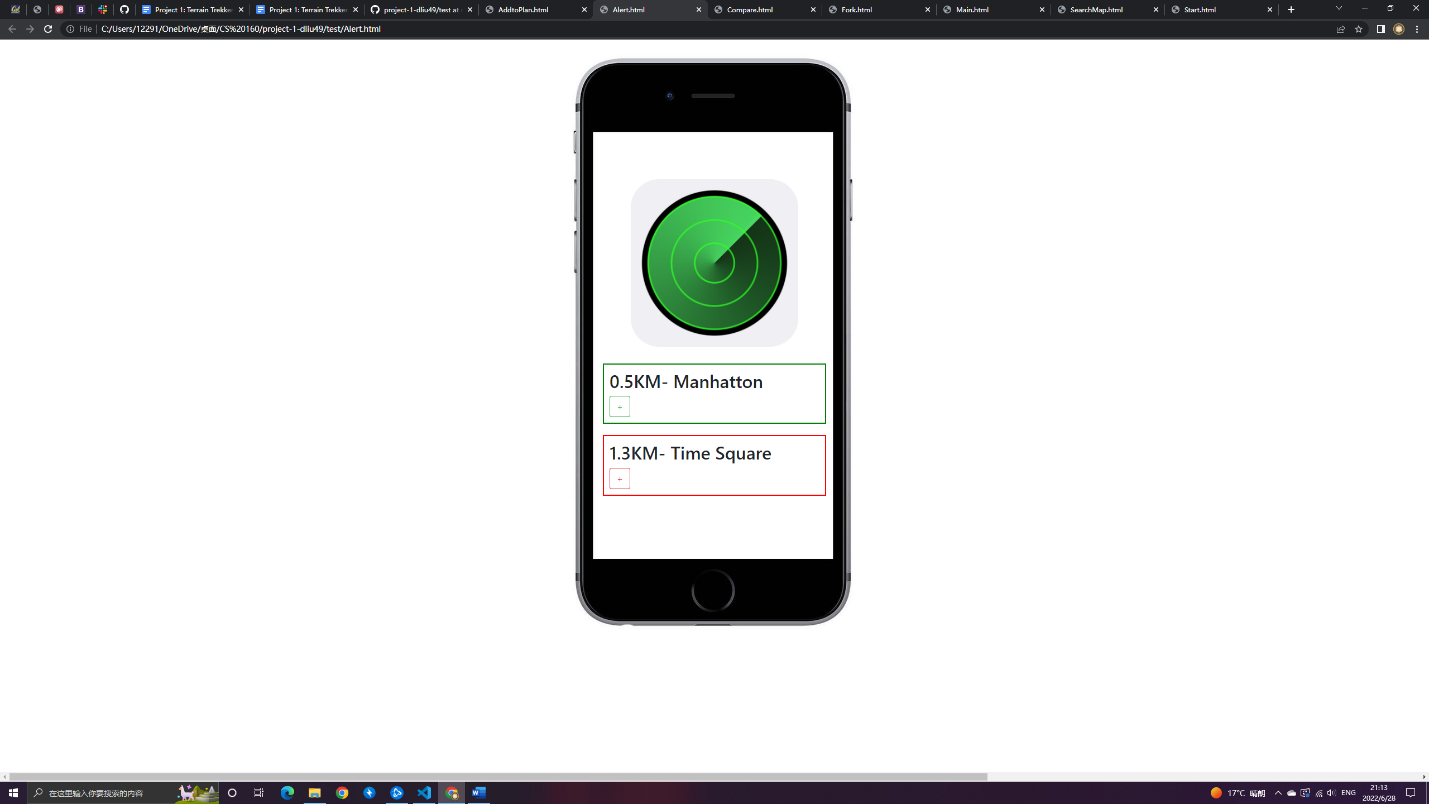 Project 1: Terrain Trekke
Project 1: Terrain Trekke
project-1-dliu49/test at
AddtoPlan.html
Alert.html
Compare.html
Fork.html
Main.html
SearchMap.html
Start.html
File
C:/Users/12291/OneDrive/桌面/CS%20160/project-1-dliu49/test/Alert.html
0.5KM- Manhatton
+
1.3KM- Time Square
+
在这里输入你要搜索的内容
17°C 晴朗
ENG
21:13
2022/6/28